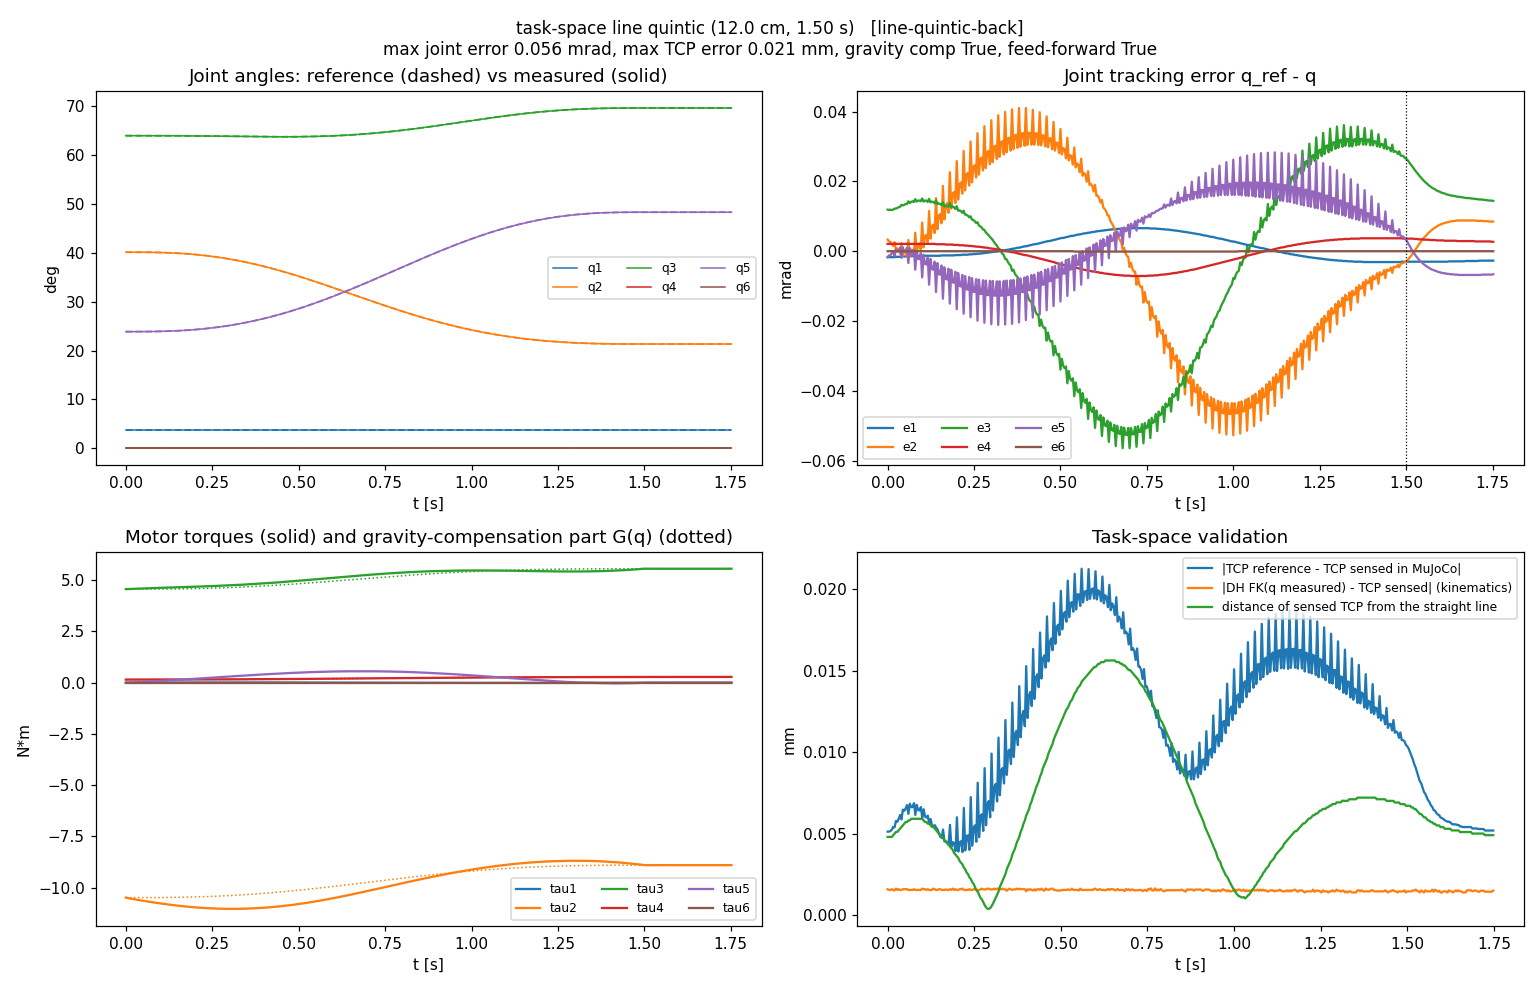 task-space line quintic (12.0 cm, 1.50 s)   [line-quintic-back]
max joint error 0.056 mrad, max TCP error 0.021 mm, gravity comp True, feed-forward True
Joint angles: reference (dashed) vs measured (solid)
deg
70
60
50
40
30
20
10
0
q1 q3 q5
q2 q4 q6
0.00 0.25 0.50 0.75 1.00 1.25 1.50 1.75
t [s]
Joint tracking error q_ref - q
mrad
0.04
0.02
0.00
−0.02
−0.04
−0.06
e1 e3 e5
e2 e4 e6
0.00 0.25 0.50 0.75 1.00 1.25 1.50 1.75
t [s]
Motor torques (solid) and gravity-compensation part G(q) (dotted)
N*m
5.0
2.5
0.0
−2.5
−5.0
−7.5
−10.0
tau1 tau3 tau5
tau2 tau4 tau6
0.00 0.25 0.50 0.75 1.00 1.25 1.50 1.75
t [s]
Task-space validation
mm
|TCP reference - TCP sensed in MuJoCo|
|DH FK(q measured) - TCP sensed| (kinematics)
distance of sensed TCP from the straight line
0.020
0.015
0.010
0.005
0.000
0.00 0.25 0.50 0.75 1.00 1.25 1.50 1.75
t [s]